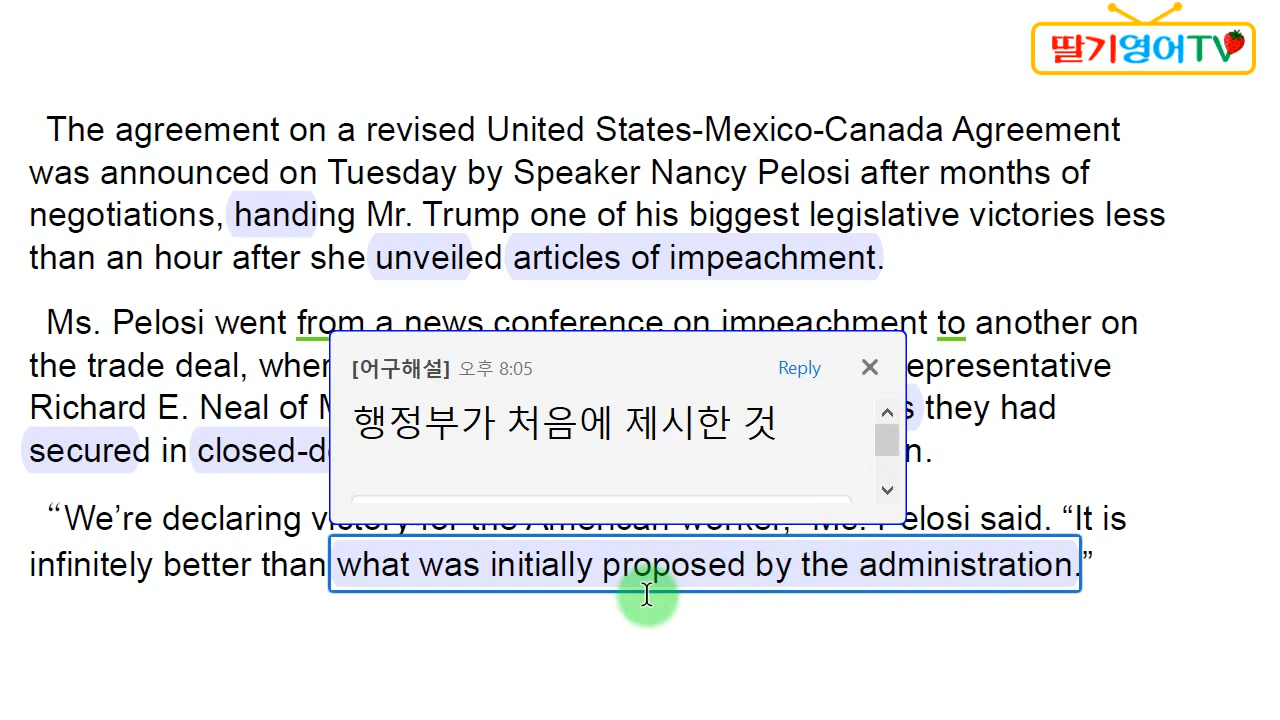 딸기영어TV
The agreement on a revised United States-Mexico-Canada Agreement
was announced on Tuesday by Speaker Nancy Pelosi after months of
negotiations, handing Mr. Trump one of his biggest legislative victories less
than an hour after she unveiled articles of impeachment.
Ms. Pelosi went from a news conference on impeachment to another on
the trade deal,
[어구해설] 오후 8:05 Reply
Richard E. Neal of they had
행정부가 처음에 제시한 것
secured in
“We’re declaring victory for the American worker,” Ms. Pelosi said. “It is
infinitely better than what was initially proposed by the administration.”